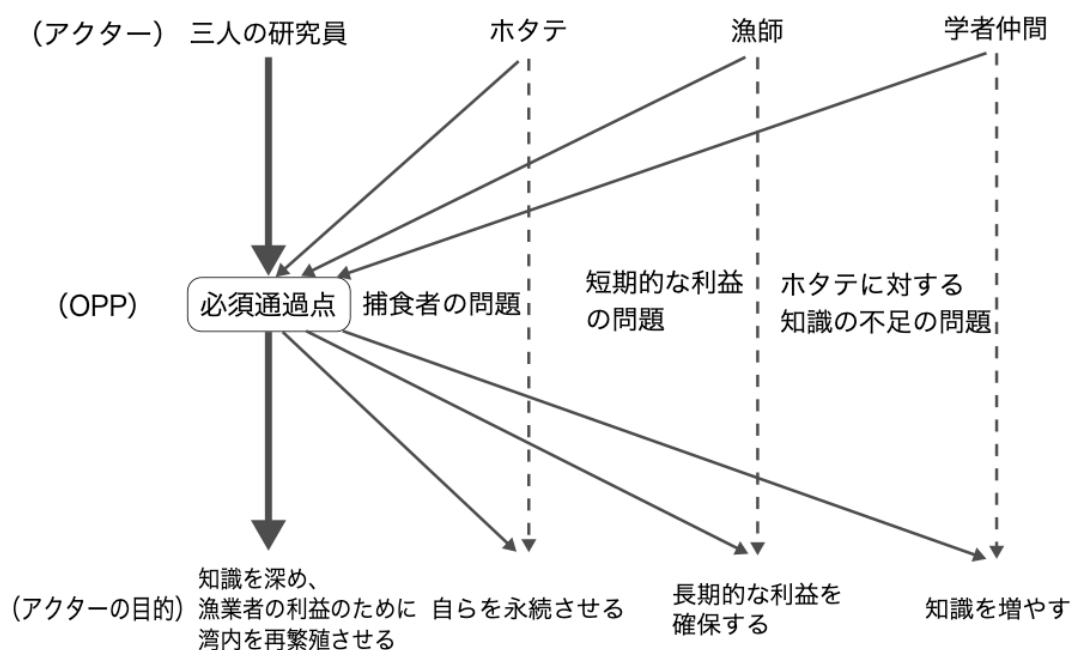 （アクター） 三人の研究員 ホタテ 漁師 学者仲間
（OPP） 必須通過点 捕食者の問題
短期的な利益
の問題
ホタテに対する
知識の不足の問題
（アクターの目的）
知識を深め、
漁業者の利益のために
湾内を再繁殖させる
自らを永続させる
長期的な利益を
確保する
知識を増やす